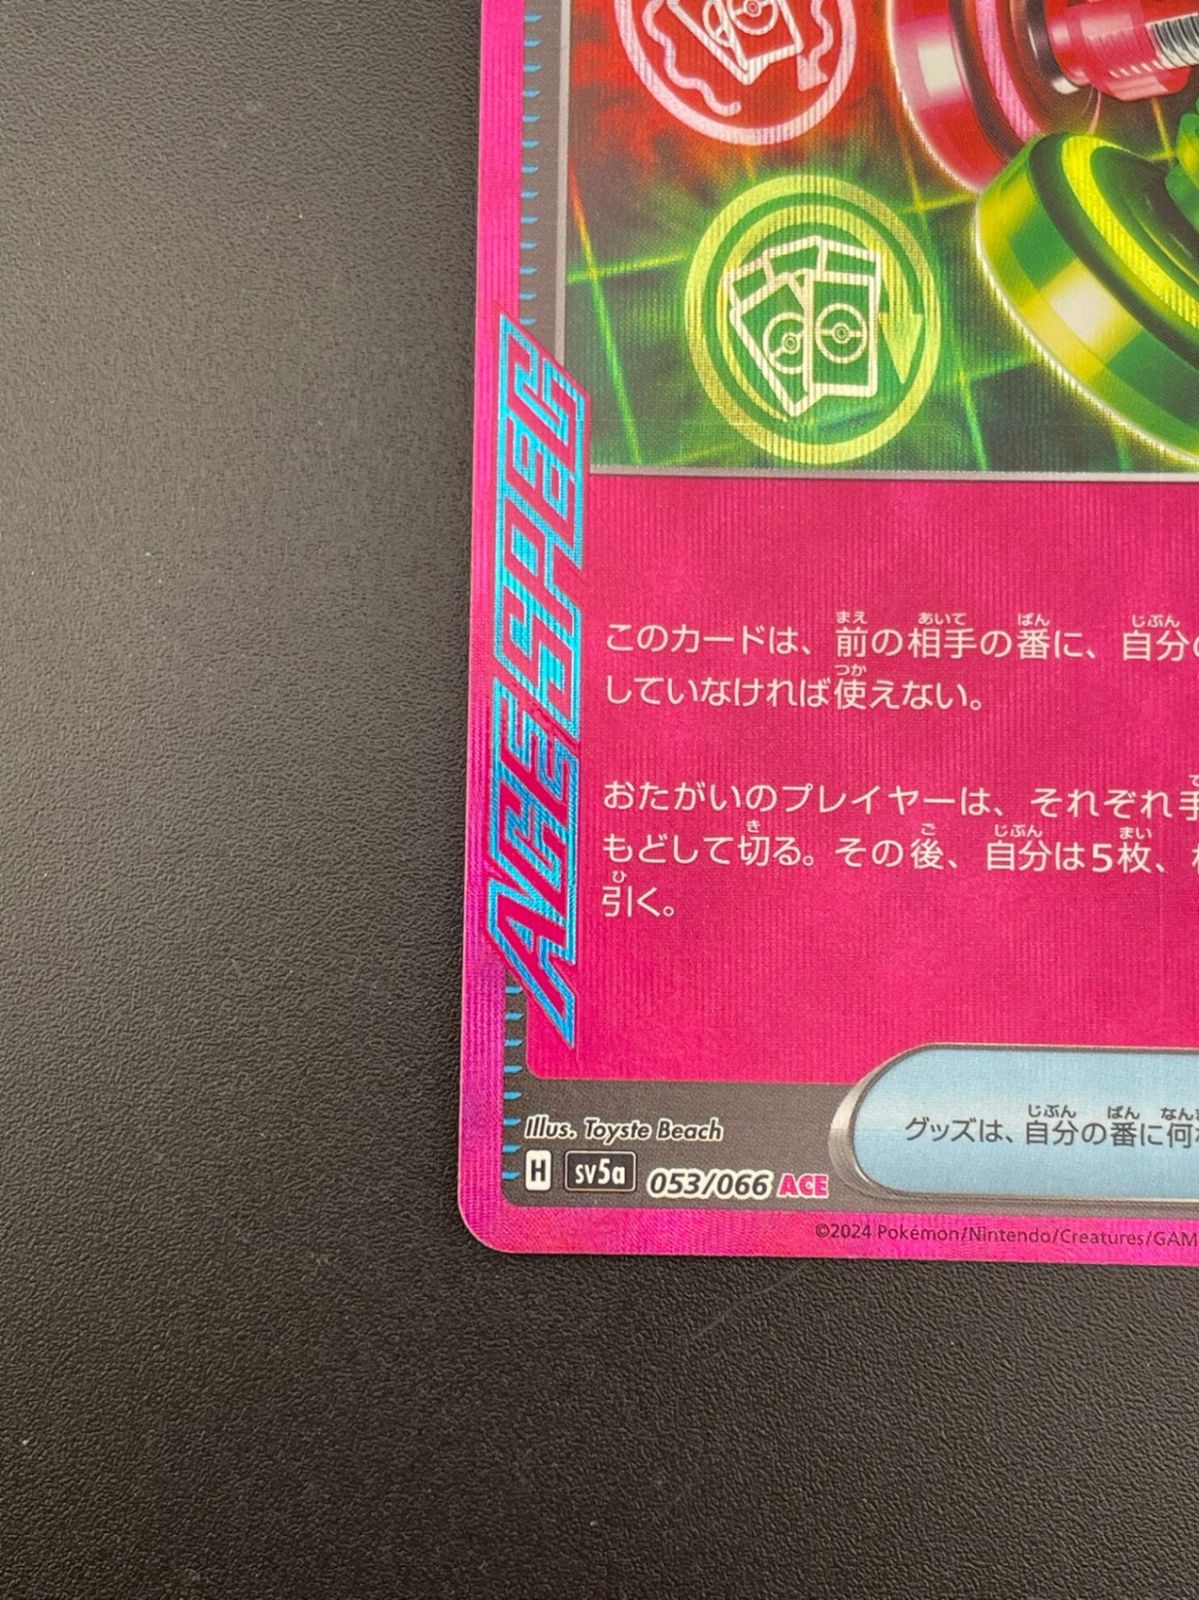 ACE SPEC
このカードは、前の相手の番に、自分の
していなければ使えない。
おたがいのプレイヤーは、それぞれ手
もどして切る。その後、自分は5枚、
引く。
Illus. Toyste Beach
グッズは、自分の番に何
H sv5a 053/066 ACE
©2024 Pokémon/Nintendo/Creatures/GAM